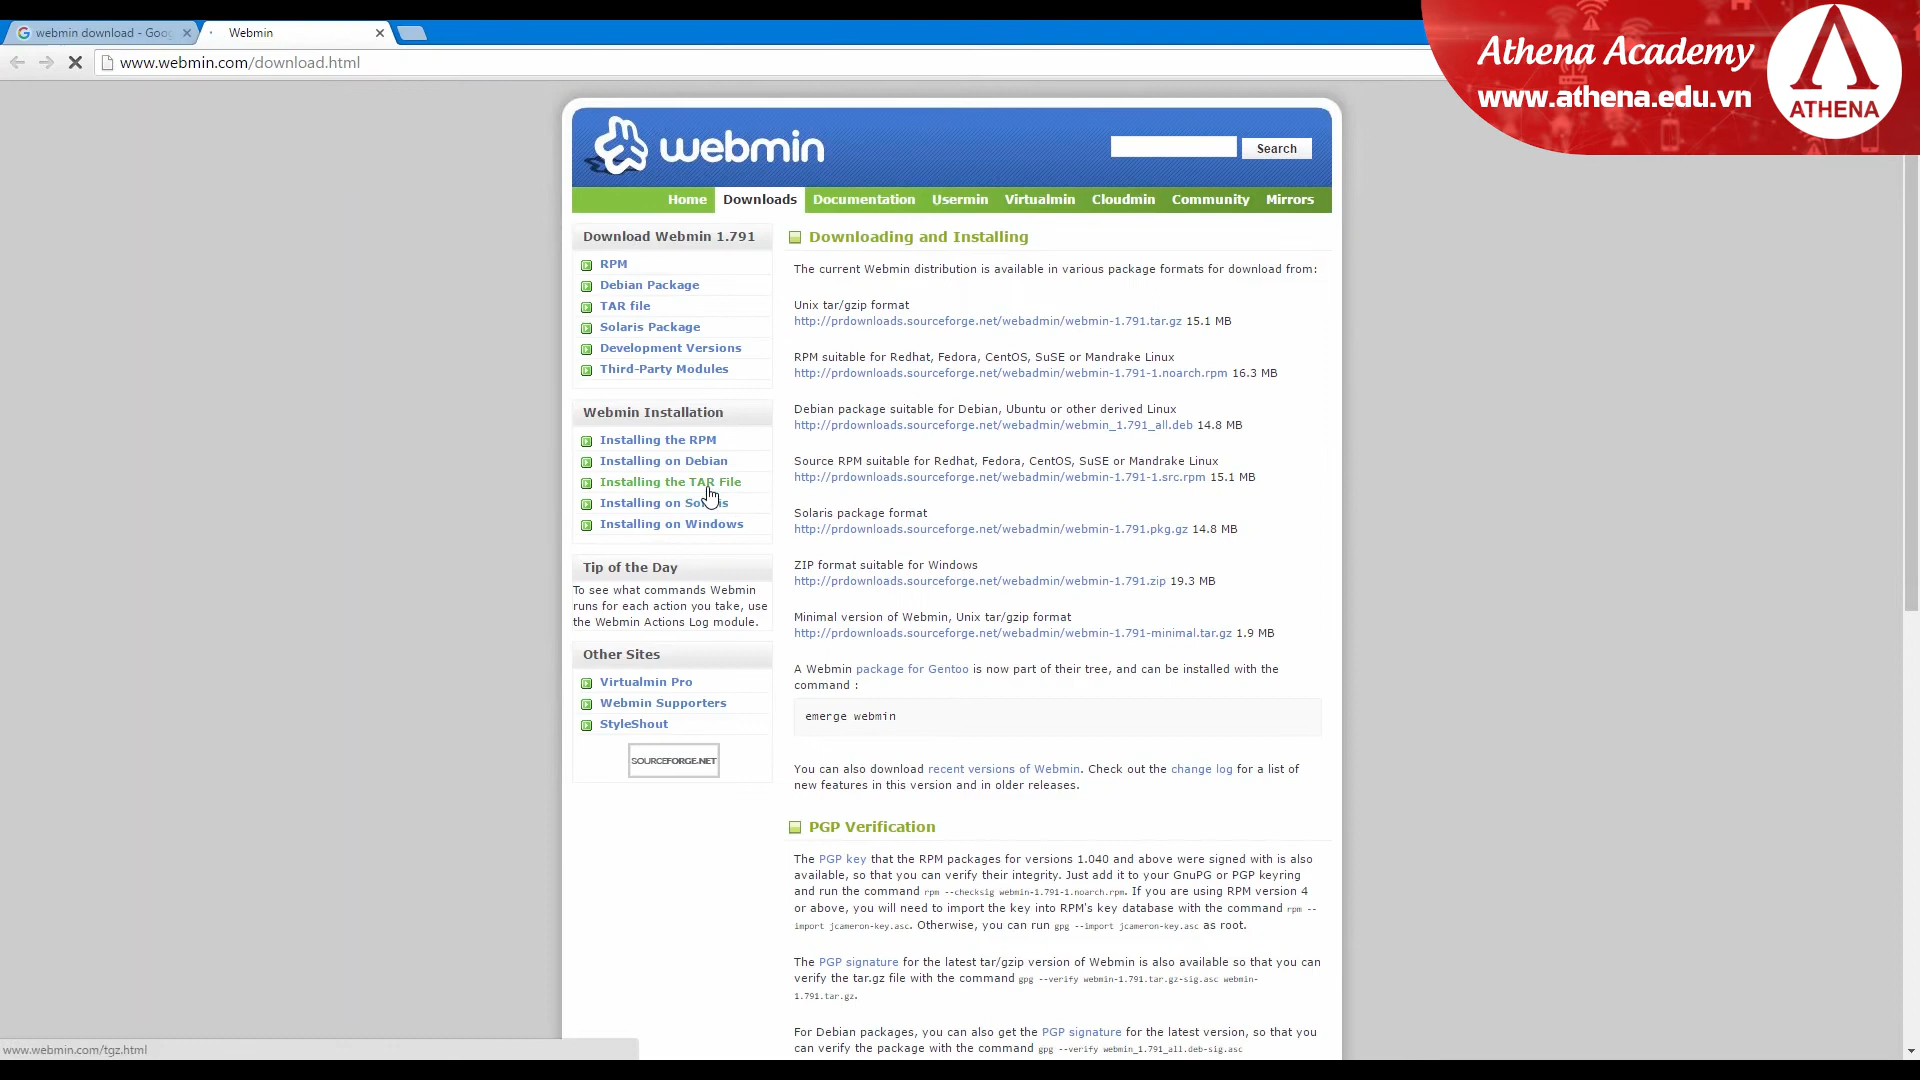 webmin download - Goo
Webmin
www.webmin.com/download.html
Athena Academy
www.athena.edu.vn
ATHENA
webmin
Search
Home Downloads Documentation Usermin Virtualmin Cloudmin Community Mirrors
Download Webmin 1.791
RPM
Debian Package
TAR file
Solaris Package
Development Versions
Third-Party Modules
Webmin Installation
Installing the RPM
Installing on Debian
Installing the TAR File
Installing on Solaris
Installing on Windows
Tip of the Day
To see what commands Webmin
runs for each action you take, use
the Webmin Actions Log module.
Other Sites
Virtualmin Pro
Webmin Supporters
StyleShout
SOURCEFORGE.NET
Downloading and Installing
The current Webmin distribution is available in various package formats for download from:
Unix tar/gzip format
http://prdownloads.sourceforge.net/webadmin/webmin-1.791.tar.gz 15.1 MB
RPM suitable for Redhat, Fedora, CentOS, SuSE or Mandrake Linux
http://prdownloads.sourceforge.net/webadmin/webmin-1.791-1.noarch.rpm 16.3 MB
Debian package suitable for Debian, Ubuntu or other derived Linux
http://prdownloads.sourceforge.net/webadmin/webmin_1.791_all.deb 14.8 MB
Source RPM suitable for Redhat, Fedora, CentOS, SuSE or Mandrake Linux
http://prdownloads.sourceforge.net/webadmin/webmin-1.791-1.src.rpm 15.1 MB
Solaris package format
http://prdownloads.sourceforge.net/webadmin/webmin-1.791.pkg.gz 14.8 MB
ZIP format suitable for Windows
http://prdownloads.sourceforge.net/webadmin/webmin-1.791.zip 19.3 MB
Minimal version of Webmin, Unix tar/gzip format
http://prdownloads.sourceforge.net/webadmin/webmin-1.791-minimal.tar.gz 1.9 MB
A Webmin package for Gentoo is now part of their tree, and can be installed with the
command :
emerge webmin
You can also download recent versions of Webmin. Check out the change log for a list of
new features in this version and in older releases.
PGP Verification
The PGP key that the RPM packages for versions 1.040 and above were signed with is also
available, so that you can verify their integrity. Just add it to your GnuPG or PGP keyring
and run the command rpm --checksig webmin-1.791-1.noarch.rpm. If you are using RPM version 4
or above, you will need to import the key into RPM's key database with the command rpm --
import jcameron-key.asc. Otherwise, you can run gpg --import jcameron-key.asc as root.
The PGP signature for the latest tar/gzip version of Webmin is also available so that you can
verify the tar.gz file with the command gpg --verify webmin-1.791.tar.gz-sig.asc webmin-
1.791.tar.gz.
For Debian packages, you can also get the PGP signature for the latest version, so that you
can verify the package with the command gpg --verify webmin_1.791_all.deb-sig.asc
www.webmin.com/tgz.html